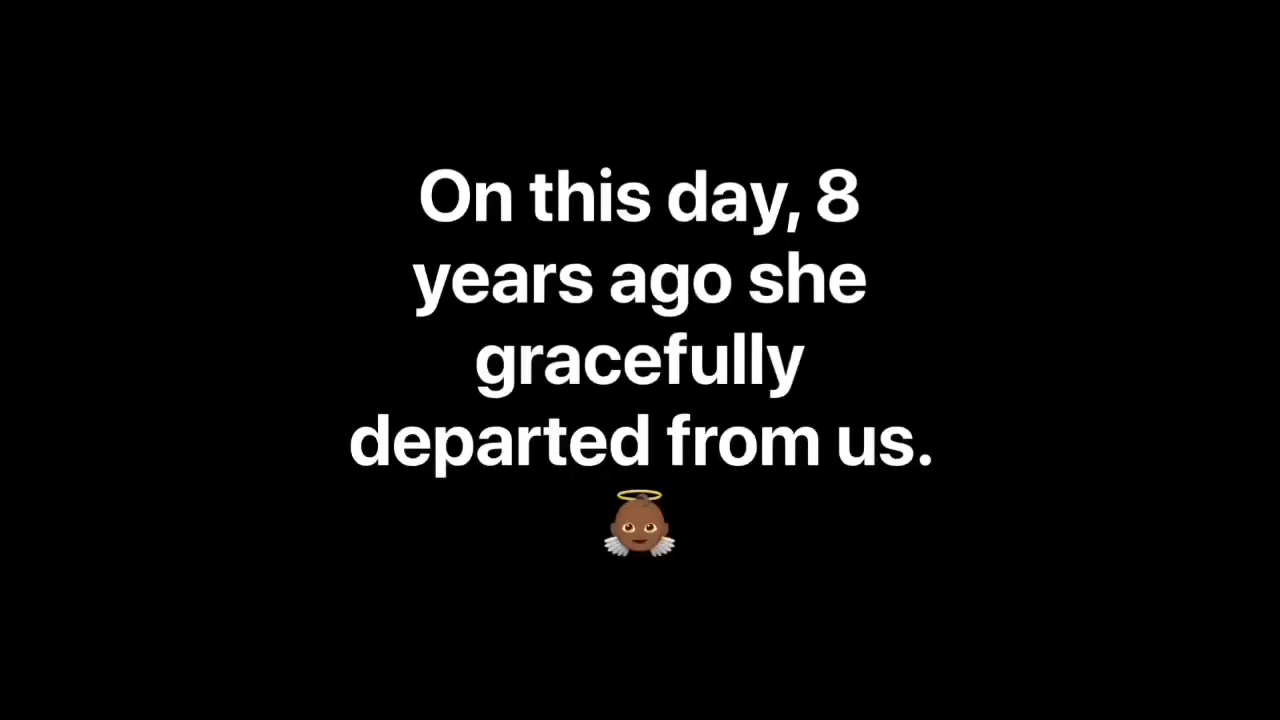 On this day, 8
years ago she
gracefully
departed from us.
👼🏾